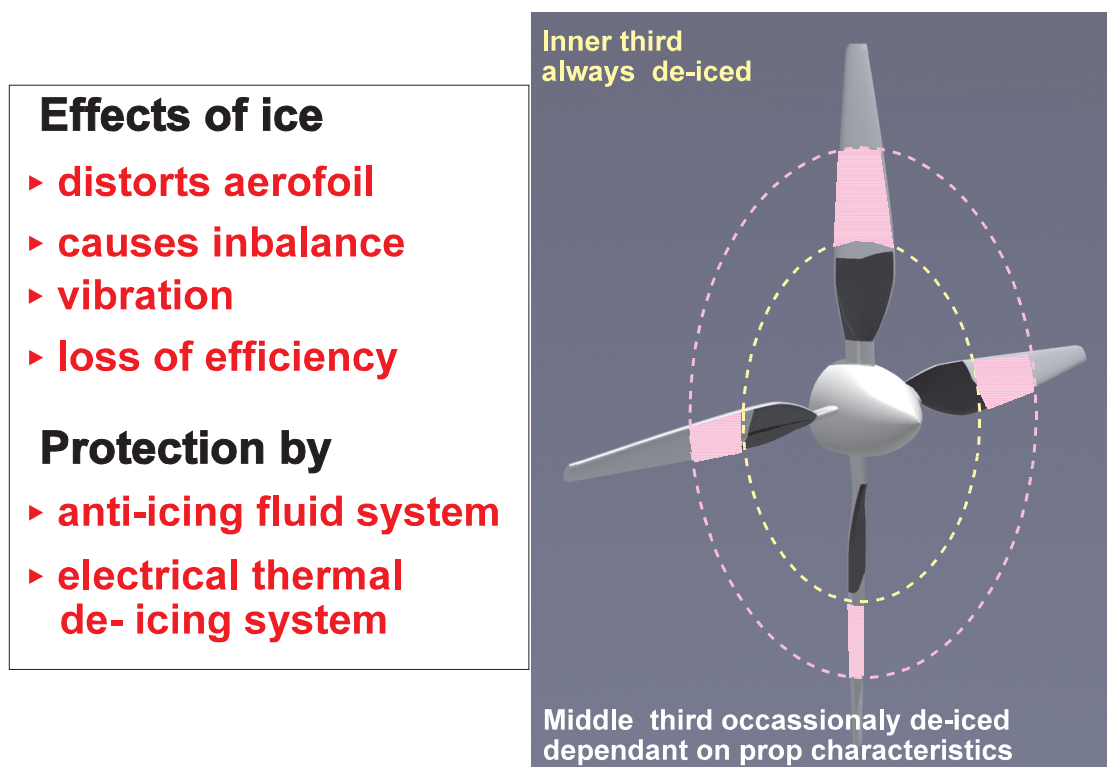 Effects of ice
▸ distorts aerofoil
▸ causes inbalance
▸ vibration
▸ loss of efficiency
Protection by
▸ anti-icing fluid system
▸ electrical thermal
de- icing system
Inner third
always de-iced
Middle third occassionaly de-iced
dependant on prop characteristics